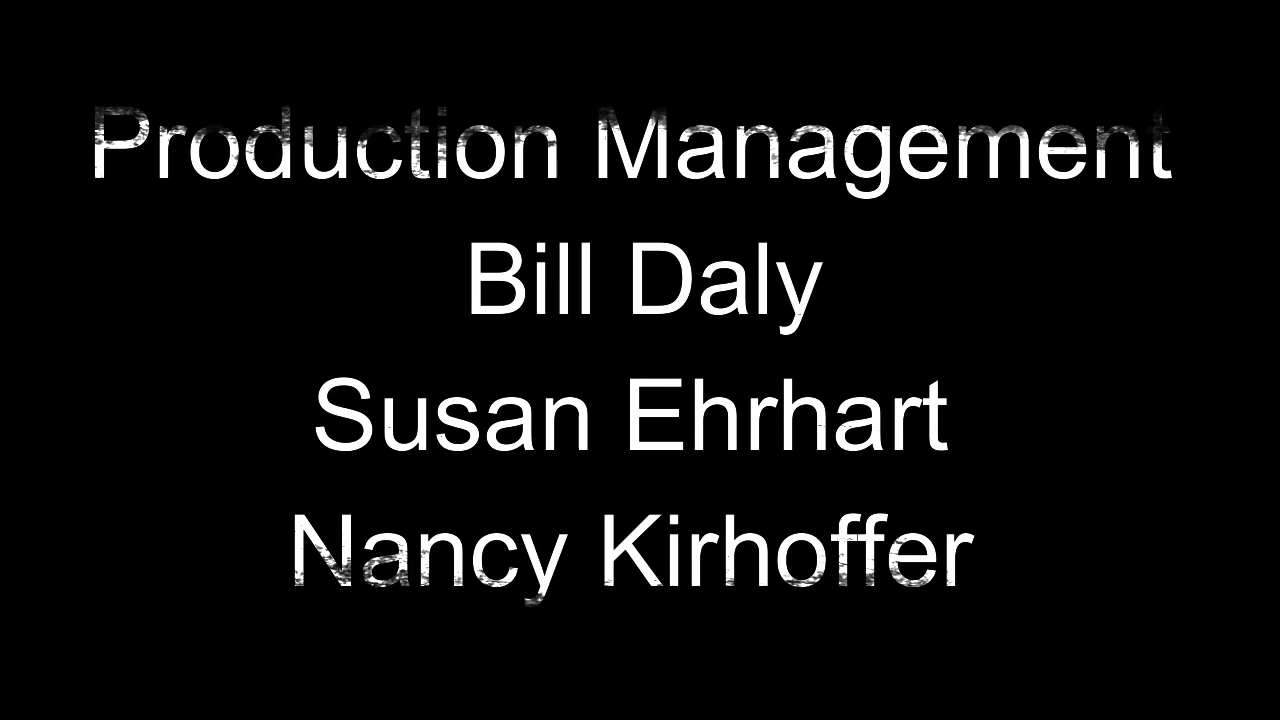 Production Management
Bill Daly
Susan Ehrhart
Nancy Kirhoffer